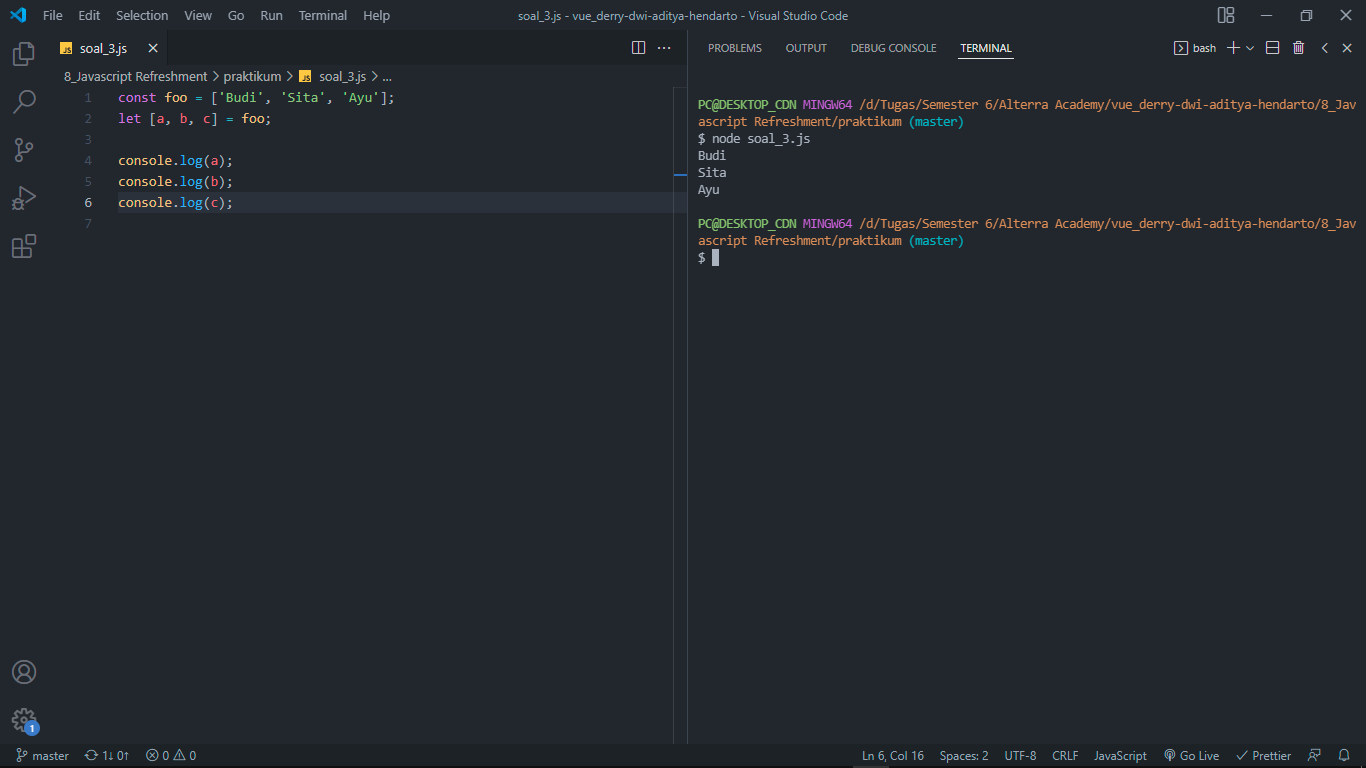 File Edit Selection View Go Run Terminal Help
soal_3.js - vue_derry-dwi-aditya-hendarto - Visual Studio Code
JS soal_3.js
8_Javascript Refreshment > praktikum > JS soal_3.js > ...
1 const foo = ['Budi', 'Sita', 'Ayu'];
2 let [a, b, c] = foo;
3
4 console.log(a);
5 console.log(b);
6 console.log(c);
7
PROBLEMS OUTPUT DEBUG CONSOLE TERMINAL bash
PC@DESKTOP_CDN MINGW64 /d/Tugas/Semester 6/Alterra Academy/vue_derry-dwi-aditya-hendarto/8_Jav
ascript Refreshment/praktikum (master)
$ node soal_3.js
Budi
Sita
Ayu
PC@DESKTOP_CDN MINGW64 /d/Tugas/Semester 6/Alterra Academy/vue_derry-dwi-aditya-hendarto/8_Jav
ascript Refreshment/praktikum (master)
$
1
master 1↓ 0↑ 0 0
Ln 6, Col 16 Spaces: 2 UTF-8 CRLF JavaScript Go Live Prettier